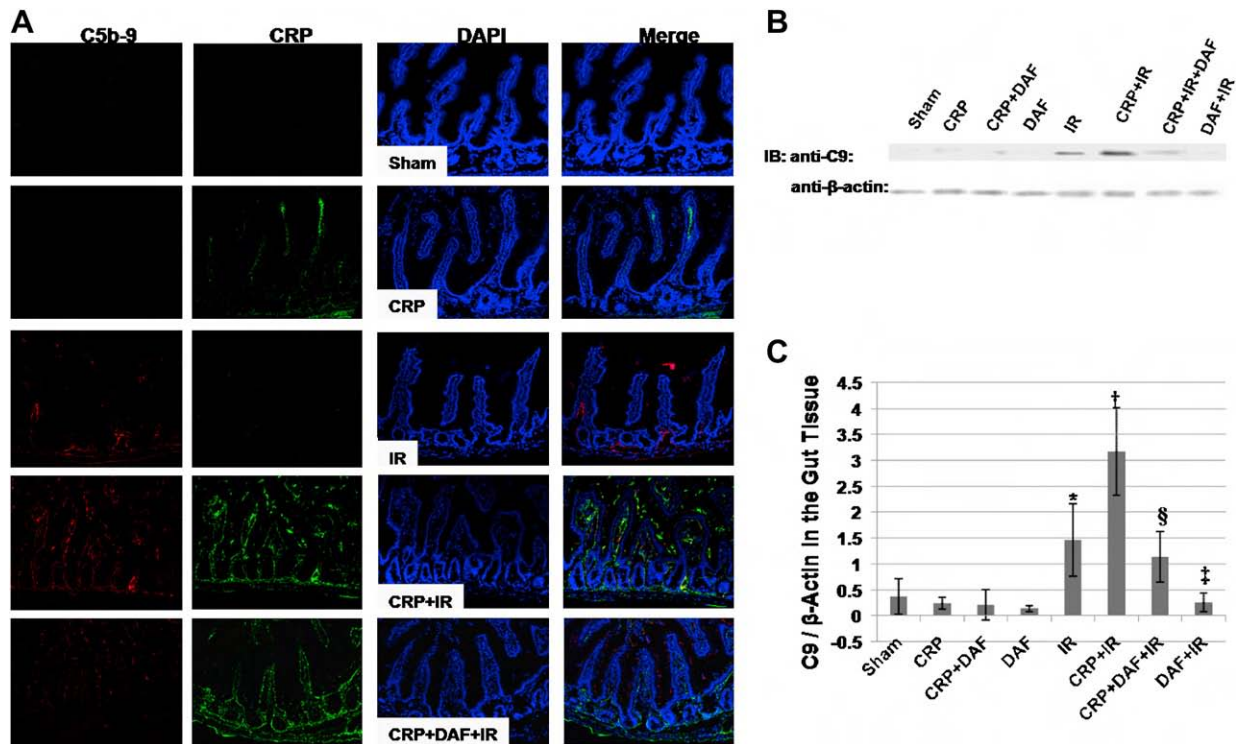 A
C5b-9 CRP DAPI Merge
Sham
CRP
IR
CRP+IR
CRP+DAF+IR
B
Sham CRP CRP+DAF DAF IR CRP+IR CRP+IR+DAF DAF+IR
IB: anti-C9:
anti-β-actin:
C
C9 / β-Actin in the Gut Tissue
4.5
4
3.5
3
2.5
2
1.5
1
0.5
0
-0.5
* † § ‡
Sham CRP CRP+DAF DAF IR CRP+IR CRP+DAF+IR DAF+IR